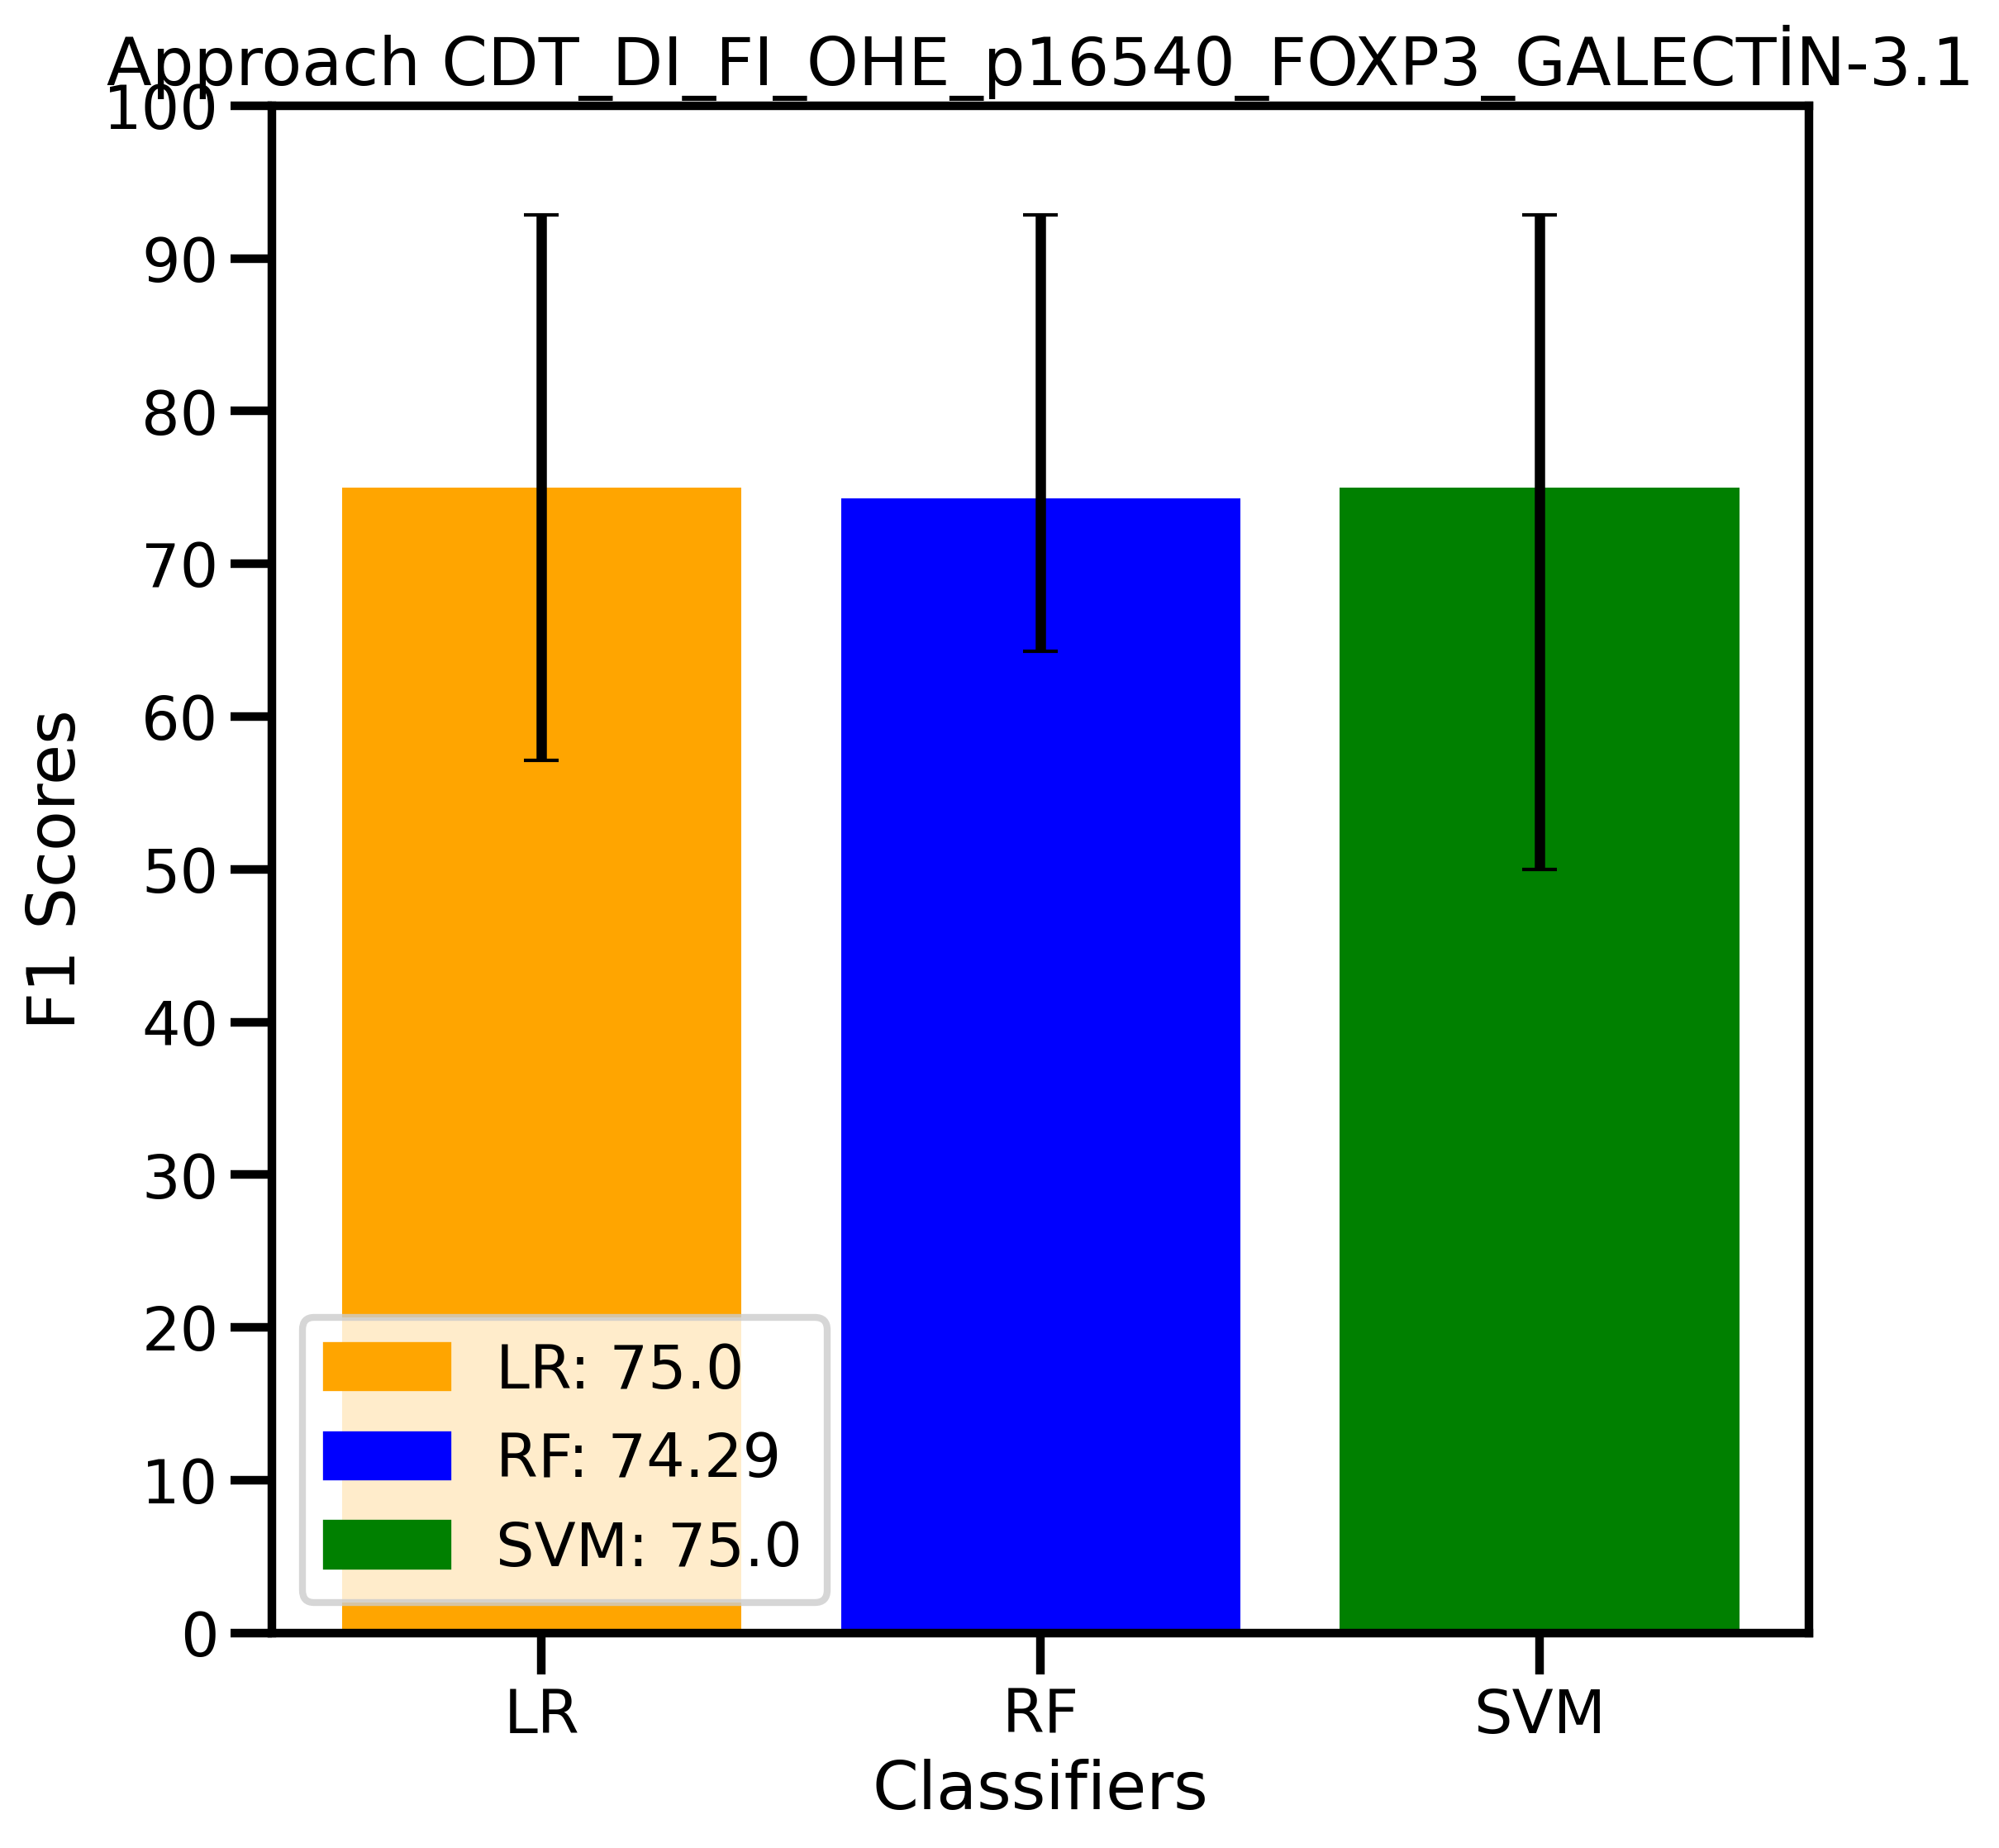 Approach CDT_DI_FI_OHE_p16540_FOXP3_GALECTİN-3.1
100
90
80
70
60
50
40
30
20
10
0
F1 Scores
LR: 75.0
RF: 74.29
SVM: 75.0
LR RF SVM
Classifiers